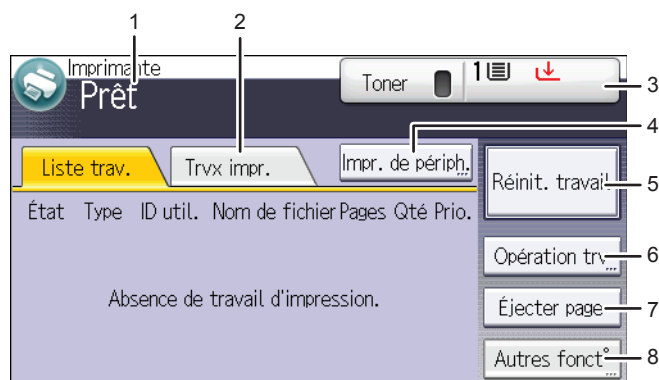 1
2
Imprimante
Prêt
Toner
1
3
4
Liste trav.
Trvx impr.
Impr. de périph.
Réinit. travail
5
État Type ID util. Nom de fichier Pages Qté Prio.
Opération trv
6
Absence de travail d'impression.
Éjecter page
7
Autres fonct°
8